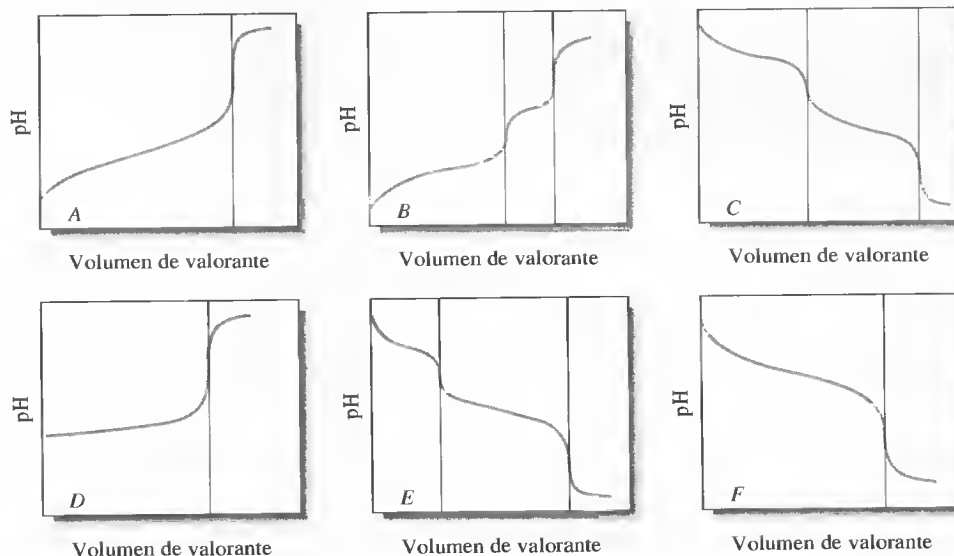 pH
A
Volumen de valorante
pH
B
Volumen de valorante
pH
C
Volumen de valorante
pH
D
Volumen de valorante
pH
E
Volumen de valorante
pH
F
Volumen de valorante